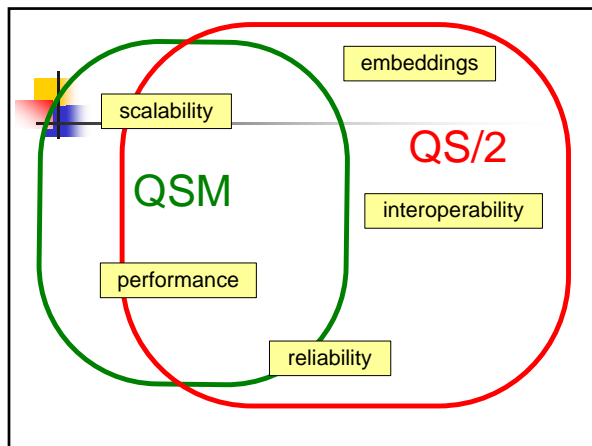 embeddings
scalability
QS/2
QSM
interoperability
performance
reliability